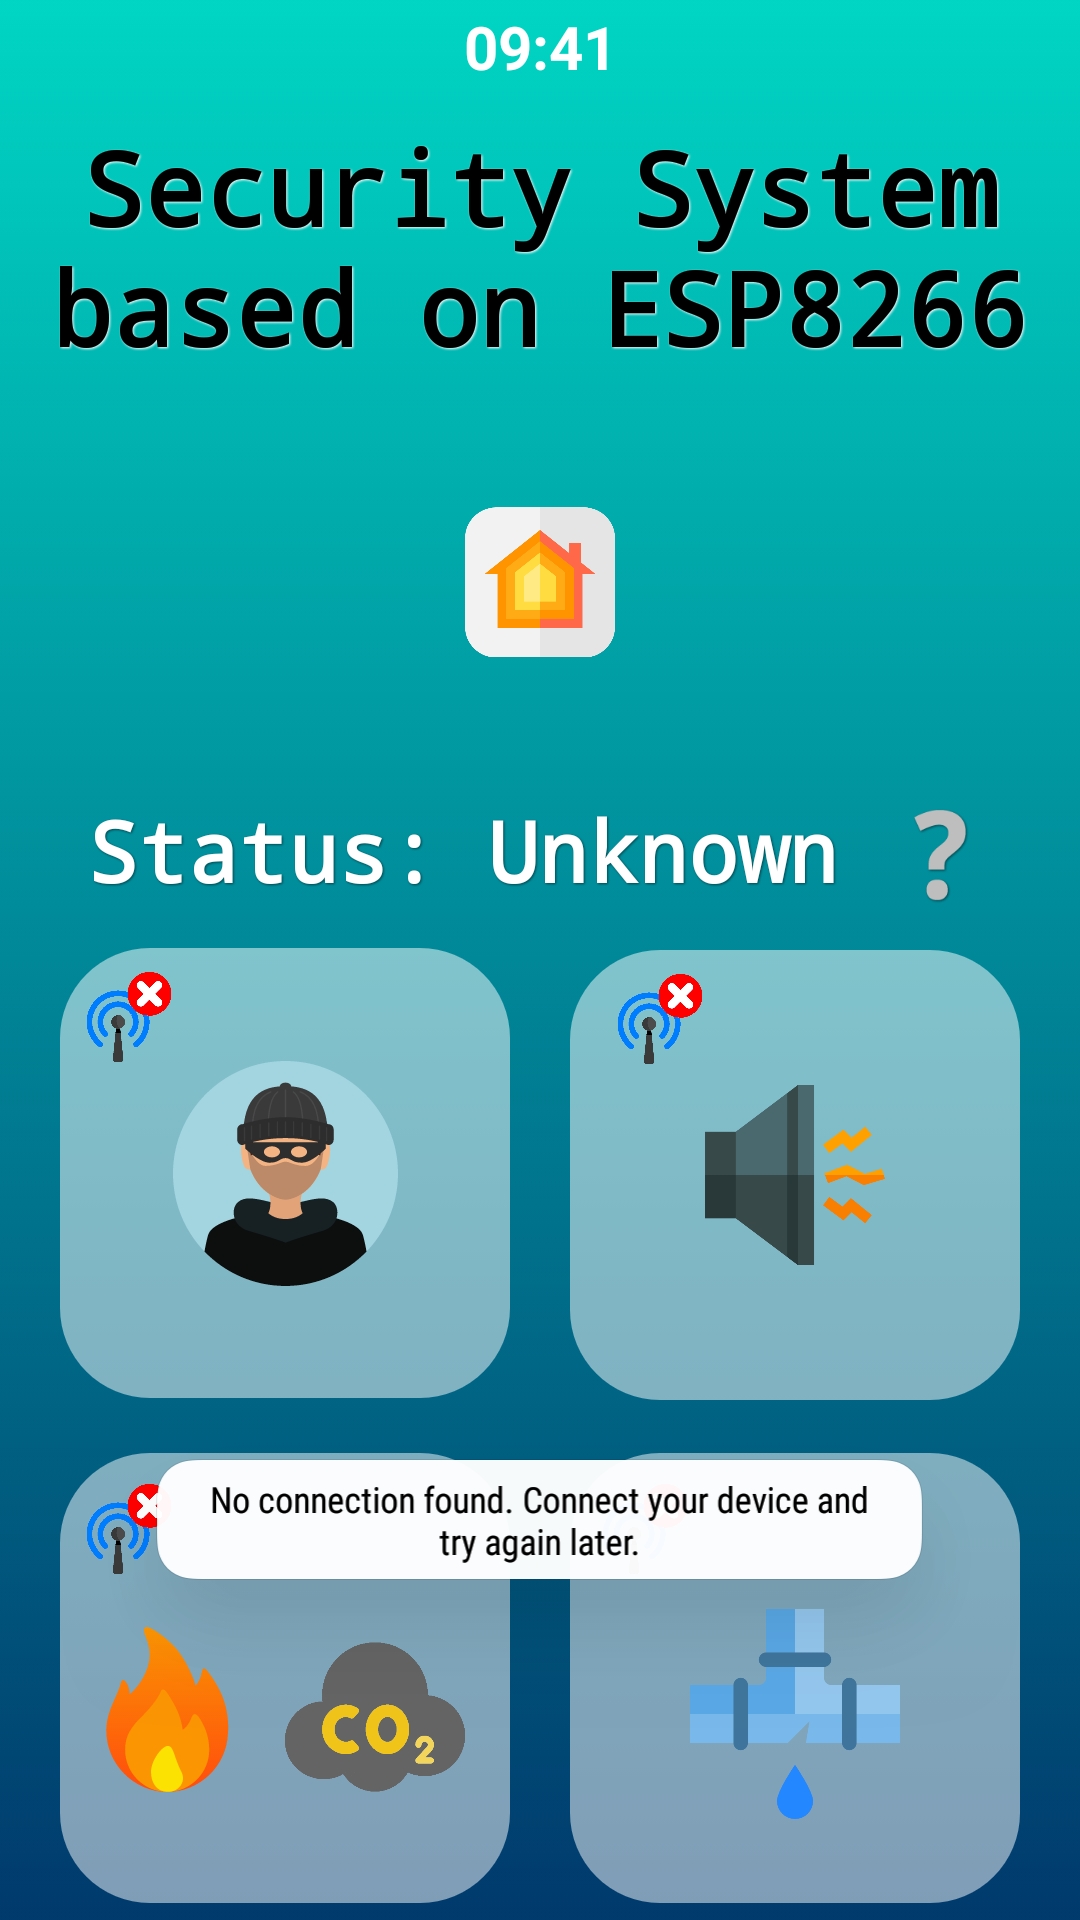 09:41
Security System
based on ESP8266
Status: Unknown ?
No connection found. Connect your device and
try again later.
CO₂